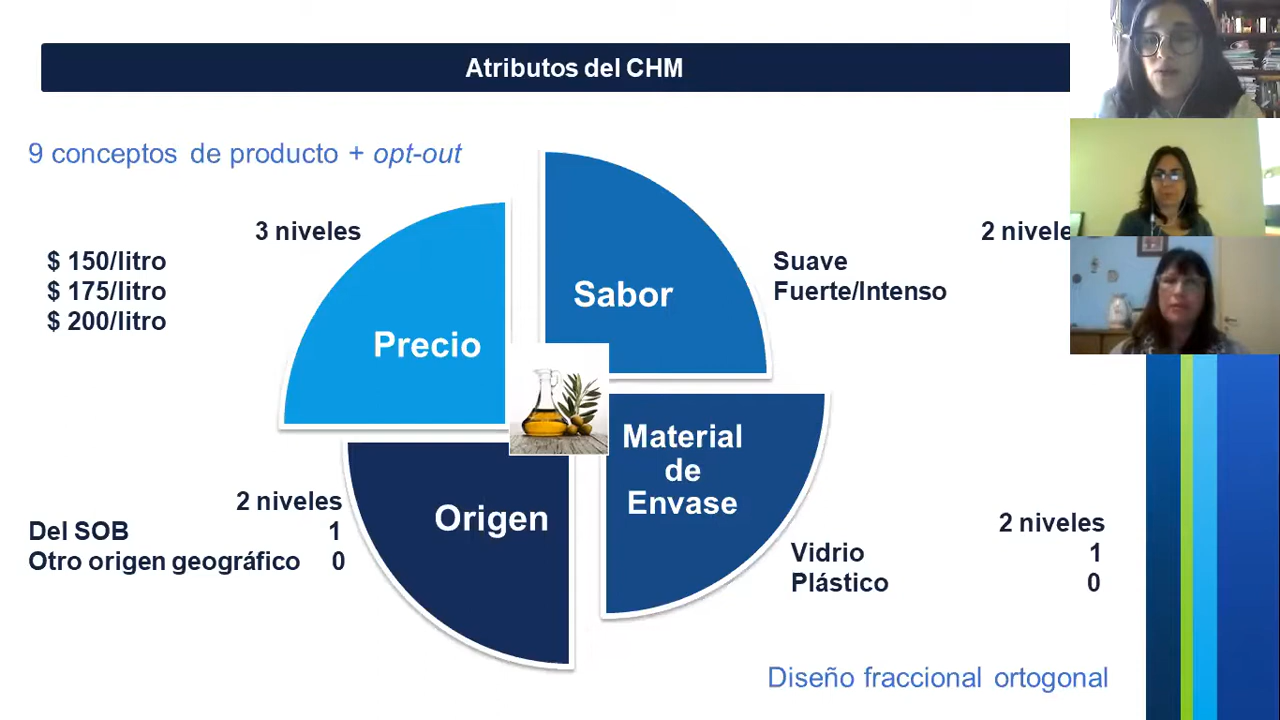 Atributos del CHM
9 conceptos de producto + opt-out
3 niveles
$ 150/litro
$ 175/litro
$ 200/litro
Precio
Sabor
2 nivele
Suave
Fuerte/Intenso
Origen
2 niveles
Del SOB 1
Otro origen geográfico 0
Material
de
Envase
2 niveles
Vidrio 1
Plástico 0
Diseño fraccional ortogonal